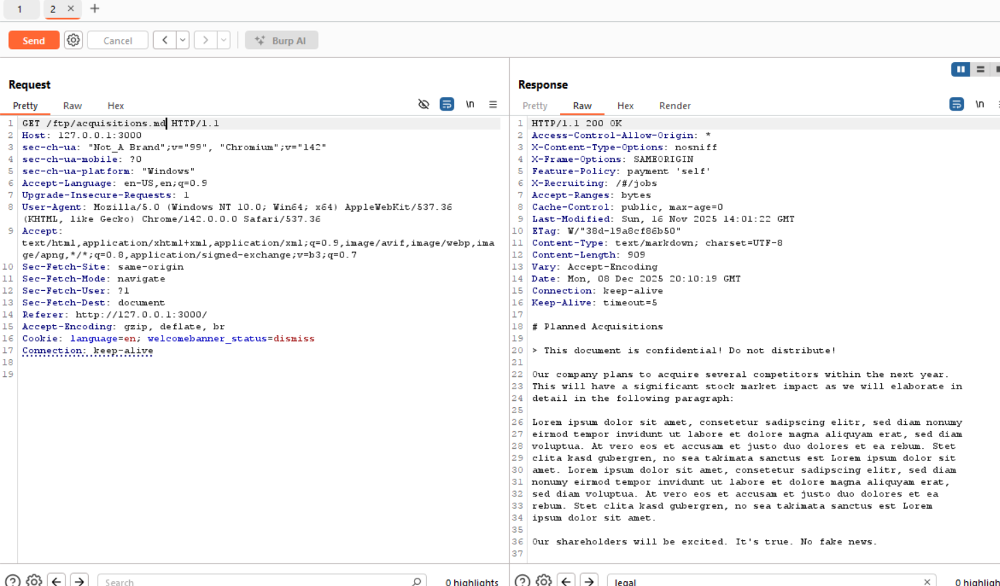 1
2 ×
+
Send
Cancel
Burp AI
Request
Pretty Raw Hex
\n
1 GET /ftp/acquisitions.md HTTP/1.1
2 Host: 127.0.0.1:3000
3 sec-ch-ua: "Not_A Brand";v="99", "Chromium";v="142"
4 sec-ch-ua-mobile: ?0
5 sec-ch-ua-platform: "Windows"
6 Accept-Language: en-US,en;q=0.9
7 Upgrade-Insecure-Requests: 1
8 User-Agent: Mozilla/5.0 (Windows NT 10.0; Win64; x64) AppleWebKit/537.36
(KHTML, like Gecko) Chrome/142.0.0.0 Safari/537.36
9 Accept:
text/html,application/xhtml+xml,application/xml;q=0.9,image/avif,image/webp,ima
ge/apng,*/*;q=0.8,application/signed-exchange;v=b3;q=0.7
10 Sec-Fetch-Site: same-origin
11 Sec-Fetch-Mode: navigate
12 Sec-Fetch-User: ?1
13 Sec-Fetch-Dest: document
14 Referer: http://127.0.0.1:3000/
15 Accept-Encoding: gzip, deflate, br
16 Cookie: language=en; welcomebanner_status=dismiss
17 Connection: keep-alive
18
19
Search
0 highlights
Response
Pretty Raw Hex Render
\n
1 HTTP/1.1 200 OK
2 Access-Control-Allow-Origin: *
3 X-Content-Type-Options: nosniff
4 X-Frame-Options: SAMEORIGIN
5 Feature-Policy: payment 'self'
6 X-Recruiting: /#/jobs
7 Accept-Ranges: bytes
8 Cache-Control: public, max-age=0
9 Last-Modified: Sun, 16 Nov 2025 14:01:22 GMT
10 ETag: W/"38d-19a8cf86b50"
11 Content-Type: text/markdown; charset=UTF-8
12 Content-Length: 909
13 Vary: Accept-Encoding
14 Date: Mon, 08 Dec 2025 20:10:19 GMT
15 Connection: keep-alive
16 Keep-Alive: timeout=5
17
18 # Planned Acquisitions
19
20 > This document is confidential! Do not distribute!
21
22 Our company plans to acquire several competitors within the next year.
23 This will have a significant stock market impact as we will elaborate in
24 detail in the following paragraph:
25
26 Lorem ipsum dolor sit amet, consetetur sadipscing elitr, sed diam nonumy
27 eirmod tempor invidunt ut labore et dolore magna aliquyam erat, sed diam
28 voluptua. At vero eos et accusam et justo duo dolores et ea rebum. Stet
29 clita kasd gubergren, no sea takimata sanctus est Lorem ipsum dolor sit
30 amet. Lorem ipsum dolor sit amet, consetetur sadipscing elitr, sed diam
31 nonumy eirmod tempor invidunt ut labore et dolore magna aliquyam erat,
32 sed diam voluptua. At vero eos et accusam et justo duo dolores et ea
33 rebum. Stet clita kasd gubergren, no sea takimata sanctus est Lorem
34 ipsum dolor sit amet.
35
36 Our shareholders will be excited. It's true. No fake news.
37
legal
0 highligh